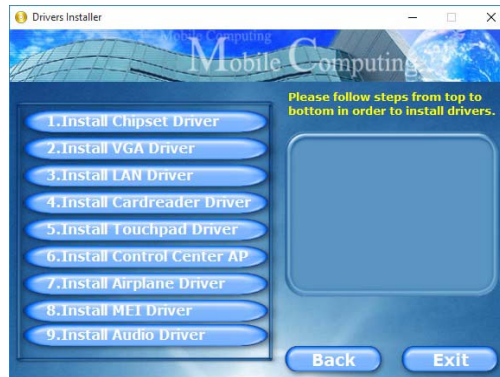 Drivers Installer
Mobile Computing
Mobile Computing
Please follow steps from top to
bottom in order to install drivers.
1.Install Chipset Driver
2.Install VGA Driver
3.Install LAN Driver
4.Install Cardreader Driver
5.Install Touchpad Driver
6.Install Control Center AP
7.Install Airplane Driver
8.Install MEI Driver
9.Install Audio Driver
Back
Exit